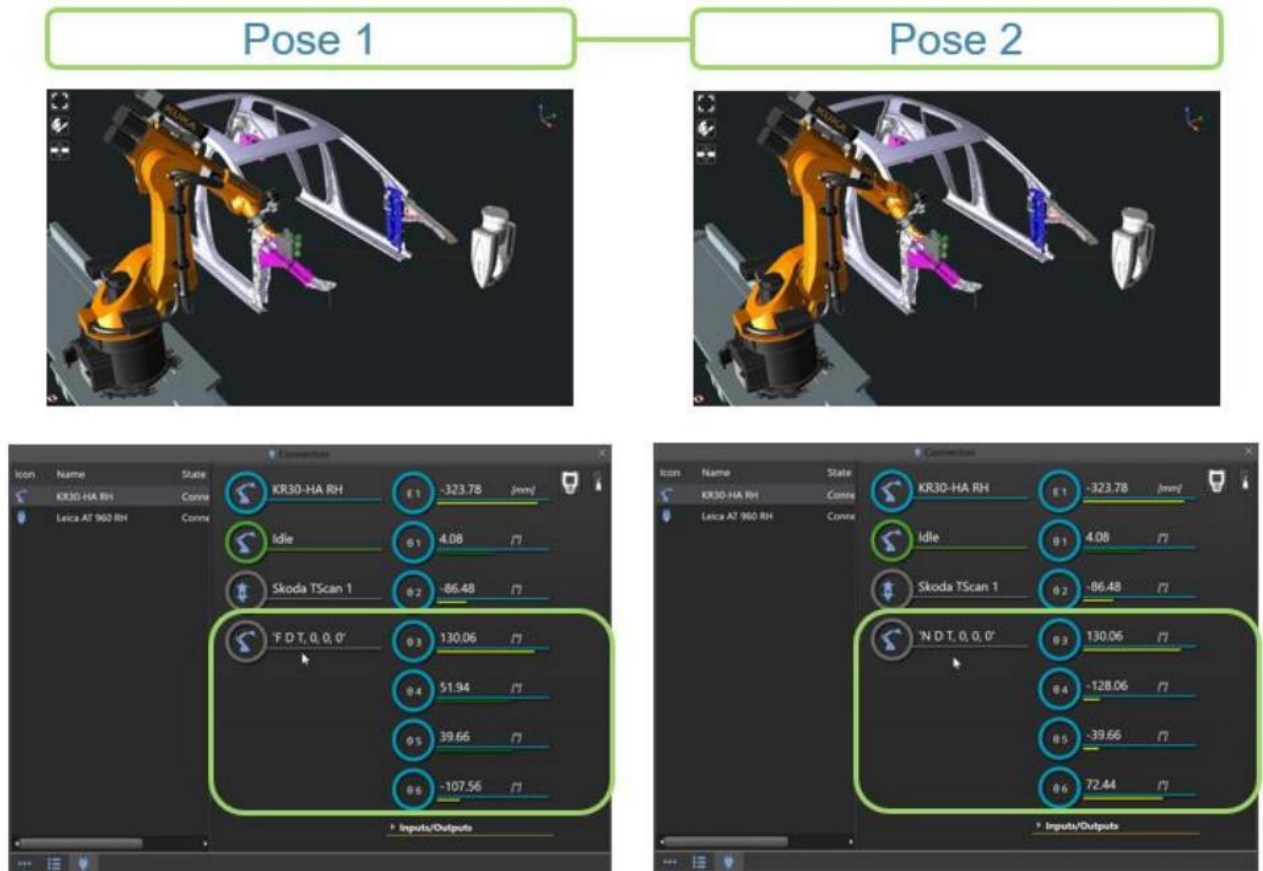 Pose 1
Pose 2
KUKA
Connection
Icon Name State
KR30-HA RH Conne
Leica AT 960 RH Conne
KR30-HA RH
Idle
Skoda TScan 1
'F D T, 0, 0, 0'
E 1 -323.78 [mm]
θ 1 4.08 [°]
θ 2 -86.48 [°]
θ 3 130.06 [°]
θ 4 51.94 [°]
θ 5 39.66 [°]
θ 6 -107.56 [°]
Inputs/Outputs
Connection
Icon Name State
KR30-HA RH Conne
Leica AT 960 RH Conne
KR30-HA RH
Idle
Skoda TScan 1
'N D T, 0, 0, 0'
E 1 -323.78 [mm]
θ 1 4.08 [°]
θ 2 -86.48 [°]
θ 3 130.06 [°]
θ 4 -128.06 [°]
θ 5 -39.66 [°]
θ 6 72.44 [°]
Inputs/Outputs